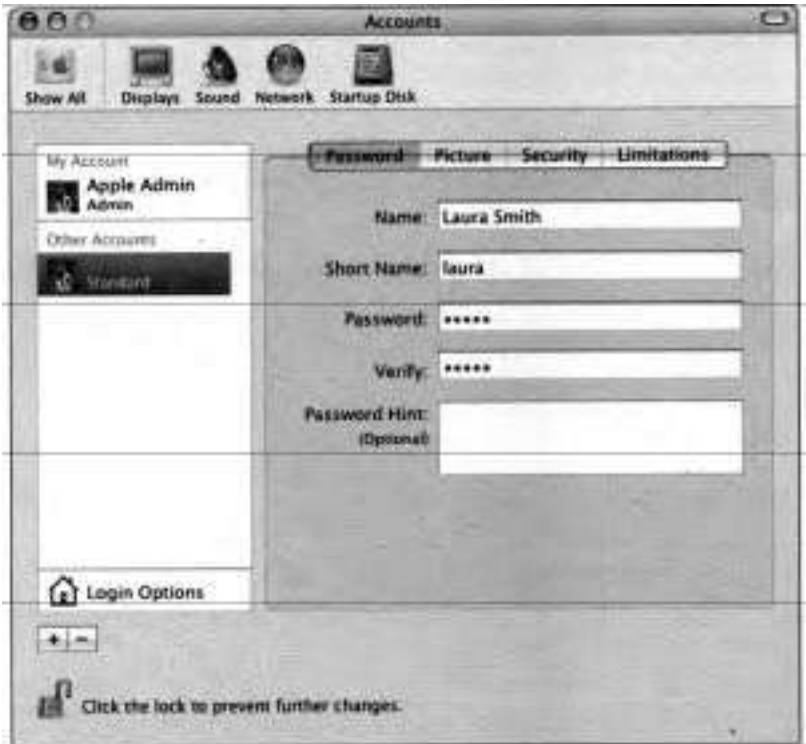 Accounts
Show All Displays Sound Network Startup Disk
My Account
Apple Admin
Admin
Other Accounts
Standard
Login Options
Password Picture Security Limitations
Name: Laura Smith
Short Name: laura
Password: •••••
Verify: •••••
Password Hint:
(Optional)
+ −
Click the lock to prevent further changes.